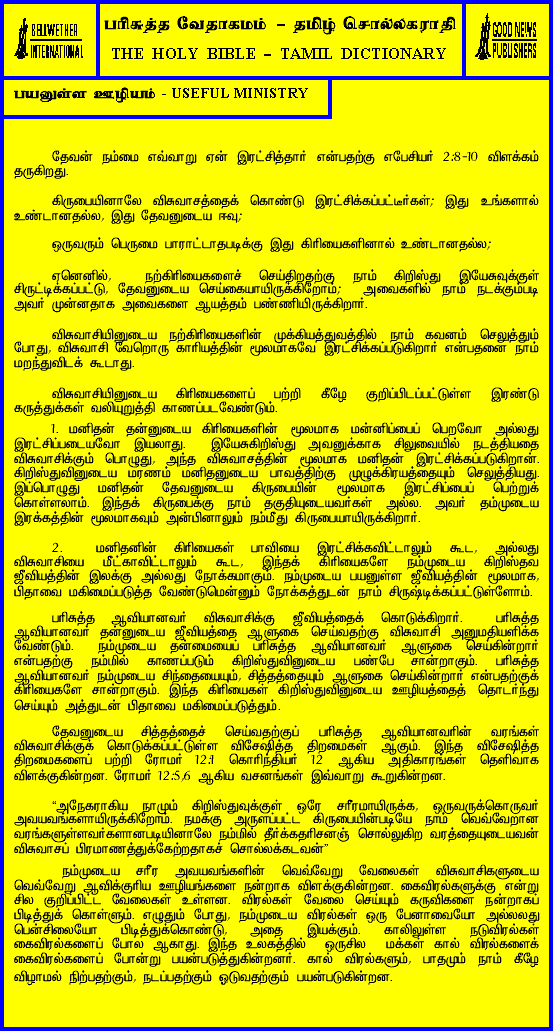 BELLWETHER
INTERNATIONAL
பரிசுத்த வேதாகமம் – தமிழ் சொல்லகராதி
THE HOLY BIBLE – TAMIL DICTIONARY
GOOD NEWS
PUBLISHERS
பயனுள்ள ஊழியம் - USEFUL MINISTRY
தேவன் நம்மை எவ்வாறு ஏன் இரட்சித்தார் என்பதற்கு எபேசியர் 2:8-10 விளக்கம்
தருகிறது.
கிருபையினாலே விசுவாசத்தைக் கொண்டு இரட்சிக்கப்பட்டீர்கள்; இது உங்களால்
உண்டானதல்ல, இது தேவனுடைய ஈவு;
ஒருவரும் பெருமை பாராட்டாதபடிக்கு இது கிரியைகளினால் உண்டானதல்ல;
ஏனெனில், நற்கிரியைகளைச் செய்கிறதற்கு நாம் கிறிஸ்து இயேசுவுக்குள்
சிருட்டிக்கப்பட்டு, தேவனுடைய செய்கையாயிருக்கிறோம்; அவைகளில் நாம் நடக்கும்படி
அவர் முன்னதாக அவைகளை ஆயத்தம் பண்ணியிருக்கிறார்.
விசுவாசியினுடைய நற்கிரியைகளின் முக்கியத்துவத்தில் நாம் கவனம் செலுத்தும்
போது, விசுவாசி வேறொரு காரியத்தின் மூலமாகவே இரட்சிக்கப்படுகிறார் என்பதனை நாம்
மறந்துவிடக் கூடாது.
விசுவாசியினுடைய கிரியைகளைப் பற்றி கீழே குறிப்பிடப்பட்டுள்ள இரண்டு
கருத்துக்கள் வலியுறுத்தி காணப்படவேண்டும்.
1. மனிதன் தன்னுடைய கிரியைகளின் மூலமாக மன்னிப்பைப் பெறவோ அல்லது
இரட்சிப்படையவோ இயலாது. இயேசுகிறிஸ்து அவனுக்காக சிலுவையில் நடத்தியதை
விசுவாசிக்கும் பொழுது, அந்த விசுவாசத்தின் மூலமாக மனிதன் இரட்சிக்கப்படுகிறான்.
கிறிஸ்துவினுடைய மரணம் மனிதனுடைய பாவத்திற்கு முழுக்கிரயத்தையும் செலுத்தியது.
இப்பொழுது மனிதன் தேவனுடைய கிருபையின் மூலமாக இரட்சிப்பைப் பெற்றுக்
கொள்ளலாம். இந்தக் கிருபைக்கு நாம் தகுதியுடையவர்கள் அல்ல. அவர் தம்முடைய
இரக்கத்தின் மூலமாகவும் அன்பினாலும் நம்மீது கிருபையாயிருக்கிறார்.
2. மனிதனின் கிரியைகள் பாவியை இரட்சிக்கவிட்டாலும் கூட, அல்லது
விசுவாசியை மீட்காவிட்டாலும் கூட, இந்தக் கிரியைகளே நம்முடைய கிறிஸ்தவ
ஜீவியத்தின் இலக்கு அல்லது நோக்கமாகும். நம்முடைய பயனுள்ள ஜீவியத்தின் மூலமாக,
பிதாவை மகிமைப்படுத்த வேண்டுமென்னும் நோக்கத்துடன் நாம் சிருஷ்டிக்கப்பட்டுள்ளோம்.
பரிசுத்த ஆவியானவர் விசுவாசிக்கு ஜீவியத்தைக் கொடுக்கிறார். பரிசுத்த
ஆவியானவர் தன்னுடைய ஜீவியத்தை ஆளுகை செய்வதற்கு விசுவாசி அனுமதியளிக்க
வேண்டும். நம்முடைய தன்மையைப் பரிசுத்த ஆவியானவர் ஆளுகை செய்கின்றார்
என்பதற்கு நம்மில் காணப்படும் கிறிஸ்துவினுடைய பண்பே சான்றாகும். பரிசுத்த
ஆவியானவர் நம்முடைய சிந்தையையும், சித்தத்தையும் ஆளுகை செய்கின்றார் என்பதற்குக்
கிரியைகளே சான்றாகும். இந்த கிரியைகள் கிறிஸ்துவினுடைய ஊழியத்தைத் தொடர்ந்து
செய்யும் அத்துடன் பிதாவை மகிமைப்படுத்தும்.
தேவனுடைய சித்தத்தைச் செய்வதற்குப் பரிசுத்த ஆவியானவரின் வரங்கள்
விசுவாசிக்குக் கொடுக்கப்பட்டுள்ள விசேஷித்த திறமைகள் ஆகும். இந்த விசேஷித்த
திறமைகளைப் பற்றி ரோமர் 12:1 கொரிந்தியர் 12 ஆகிய அதிகாரங்கள் தெளிவாக
விளக்குகின்றன. ரோமர் 12:5,6 ஆகிய வசனங்கள் இவ்வாறு கூறுகின்றன.
“அநேகராகிய நாமும் கிறிஸ்துவுக்குள் ஒரே சரீரமாயிருக்க, ஒருவருக்கொருவர்
அவயவங்களாயிருக்கிறோம். நமக்கு அருளப்பட்ட கிருபையின்படியே நாம் வெவ்வேறான
வரங்களுள்ளவர்களானபடியினாலே நம்மில் தீர்க்கதரிசனஞ் சொல்லுகிற வரத்தையுடையவன்
விசுவாசப் பிரமாணத்துக்கேற்றதாகச் சொல்லக்கடவன்”
நம்முடைய சரீர அவயவங்களின் வெவ்வேறு வேலைகள் விசுவாசிகளுடைய
வெவ்வேறு ஆவிக்குரிய ஊழியங்களை நன்றாக விளக்குகின்றன. கைவிரல்களுக்கு என்று
சில குறிப்பிட்ட வேலைகள் உள்ளன. விரல்கள் வேலை செய்யும் கருவிகளை நன்றாகப்
பிடித்துக் கொள்ளும். எழுதும் போது, நம்முடைய விரல்கள் ஒரு பேனாவையோ அல்லலது
பென்சிலையோ பிடித்துக்கொண்டு, அதை இயக்கும். காலிலுள்ள நடுவிரல்கள்
கைவிரல்களைப் போல ஆகாது. இந்த உலகத்தில் ஒருசில மக்கள் கால் விரல்களைக்
கைவிரல்களைப் போன்று பயன்படுத்துகின்றனர். கால் விரல்களும், பாதமும் நாம் கீழே
விழாமல் நிற்பதற்கும், நடப்பதற்கும் ஓடுவதற்கும் பயன்படுகின்றன.